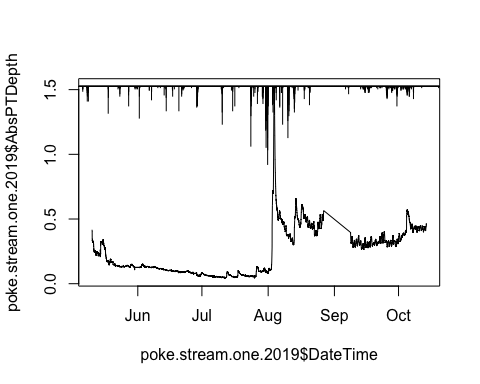 poke.stream.one.2019$AbsPTDepth
1.5
1.0
0.5
0.0
Jun Jul Aug Sep Oct
poke.stream.one.2019$DateTime